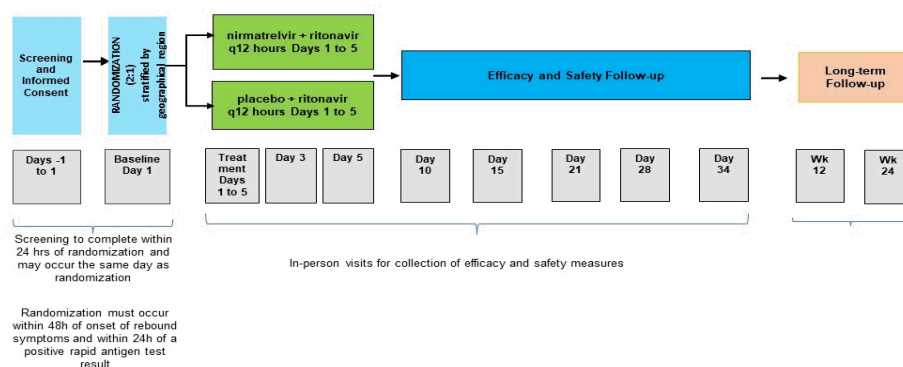 Screening
and
Informed
Consent
RANDOMIZATION
(2:1)
stratified by
geographical region
nirmatrelvir + ritonavir
q12 hours Days 1 to 5
placebo + ritonavir
q12 hours Days 1 to 5
Efficacy and Safety Follow-up
Long-term
Follow-up
Days -1
to 1
Baseline
Day 1
Treat
ment
Days
1 to 5
Day 3
Day 5
Day
10
Day
15
Day
21
Day
28
Day
34
Wk
12
Wk
24
Screening to complete within
24 hrs of randomization and
may occur the same day as
randomization
In-person visits for collection of efficacy and safety measures
Randomization must occur
within 48h of onset of rebound
symptoms and within 24h of a
positive rapid antigen test
result